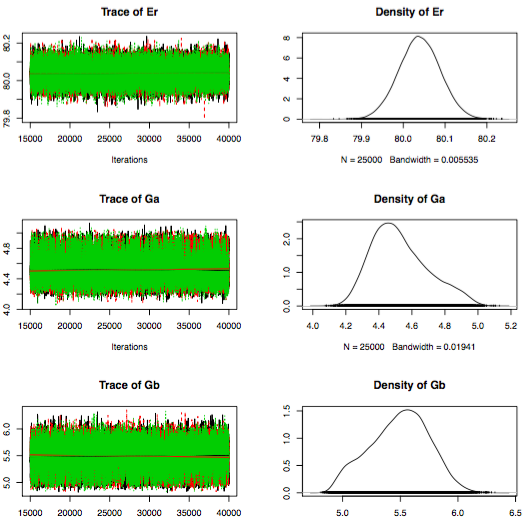 Trace of Er
79.8 80.0 80.2
15000 20000 25000 30000 35000 40000
Iterations
Density of Er
0 2 4 6 8
79.8 79.9 80.0 80.1 80.2
N = 25000 Bandwidth = 0.005535
Trace of Ga
4.0 4.4 4.8
15000 20000 25000 30000 35000 40000
Iterations
Density of Ga
0.0 1.0 2.0
4.0 4.2 4.4 4.6 4.8 5.0 5.2
N = 25000 Bandwidth = 0.01941
Trace of Gb
5.0 5.5 6.0
15000 20000 25000 30000 35000 40000
Density of Gb
0.0 0.5 1.0 1.5
5.0 5.5 6.0 6.5